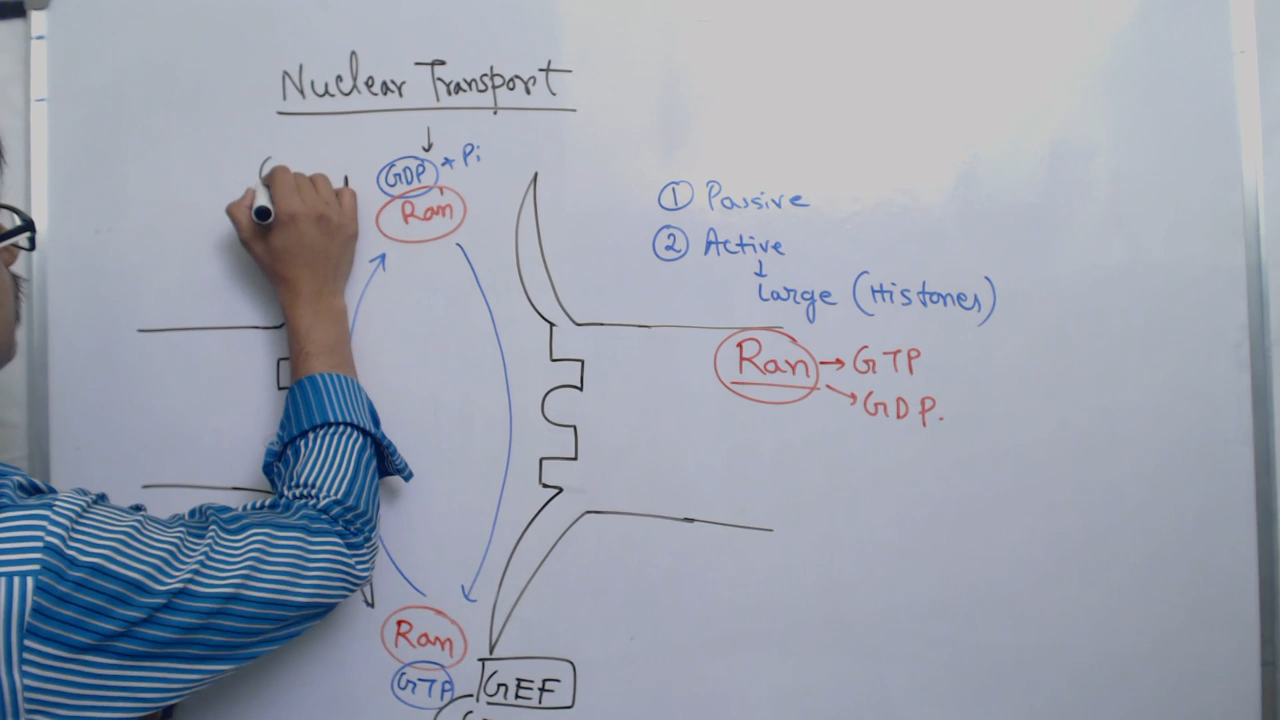 Nuclear Transport
GDP + Pi
Ran
① Passive
② Active
Large (Histones)
Ran → GTP
→ GDP.
Ran
GTP
GEF